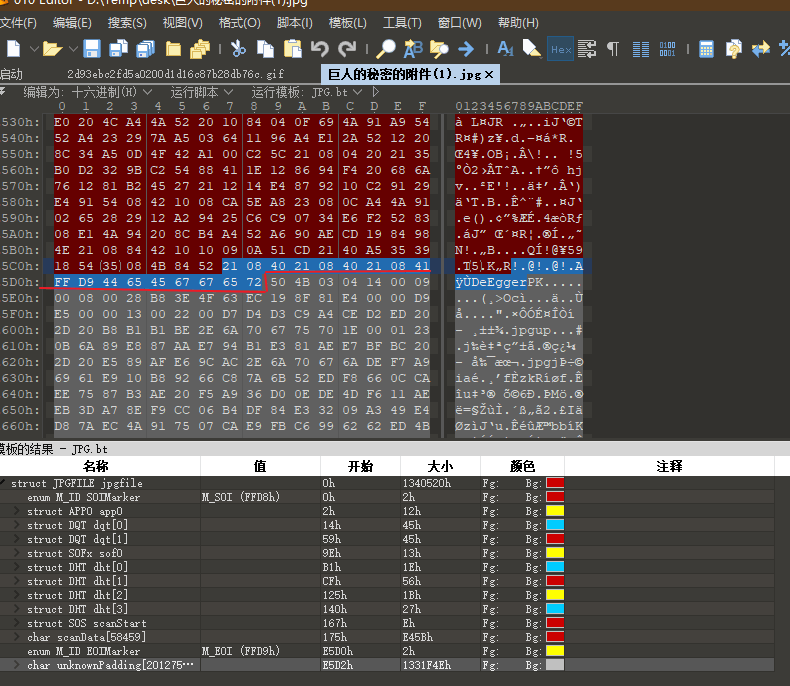 010 Editor - D:\Temp\desk\巨人的秘密的附件(1).jpg
文件(F) 编辑(E) 搜索(S) 视图(V) 格式(O) 脚本(I) 模板(L) 工具(T) 窗口(W) 帮助(H)
Hex
启动 2d93ebc2fd5a0200d1d16c87b28db76c.gif 巨人的秘密的附件(1).jpg ×
编辑为: 十六进制(H) 运行脚本 运行模板: JPG.bt
0 1 2 3 4 5 6 7 8 9 A B C D E F 0123456789ABCDEF
530h: E0 20 4C A4 4A 52 20 10 84 04 0F 69 4A 91 A9 54 à L¤JR .„..iJ‘©T
540h: 52 A4 23 29 7A A5 03 64 11 96 A4 E1 2A 52 12 20 R¤#)z¥.d.–¤á*R.
550h: 8C 34 A5 0D 4F 42 A1 00 C2 5C 21 08 04 20 21 35 Œ4¥.OB¡.Â\!.. !5
560h: B0 D2 32 9B C2 54 88 41 1E 12 86 94 F4 20 68 6A
570h: 76 12 81 B2 45 27 21 12 14 E4 87 92 10 C2 91 29
580h: E4 91 54 08 42 10 08 CA 5E A8 23 08 0C A4 4A 91
590h: 02 65 28 29 12 A2 94 25 C6 C9 07 34 E6 F2 52 83
5A0h: 08 E1 4A 94 20 8C B4 A4 52 A6 90 AE CD 19 84 98
5B0h: 4E 21 08 84 42 10 10 09 0A 51 CD 21 40 A5 35 39 N!.„B....QÍ!@¥59
5C0h: 18 54 (35) 08 4B 84 52 21 08 40 21 08 40 21 08 41 .T(5).K„R!.@!.@!.A
5D0h: FF D9 44 65 45 67 67 65 72 50 4B 03 04 14 00 09 ÿÙDeEggerPK.....
5E0h: 00 08 00 28 B8 3E 4F 63 EC 19 8F 81 E4 00 00 D9 ...(¸>Ocì...ä..Ù
5F0h: E5 00 00 13 00 22 00 D7 D4 D3 C9 A4 CE D2 ED 20 å....".×ÔÓÉ¤ÎÒí
600h: 2D 20 B8 B1 B1 BE 2E 6A 70 67 75 70 1E 00 01 23 - ¸±±¾.jpgup...#
610h: 0B 6A 89 E8 87 AA E7 94 B1 E3 81 AE E7 BF BC 20
620h: 2D 20 E5 89 AF E6 9C AC 2E 6A 70 67 6A DE F7 A9 - å‰¯æœ¬.jpgjÞ÷©
630h: 69 61 E9 10 B8 92 66 C8 7A 6B 52 ED F8 66 0C CA iaé.¸’fÈzkRíøf.Ê
640h: EE 75 87 B3 AE 20 F5 A9 36 D0 0E DE 4D F6 11 AE
650h: EB 3D A7 8E F9 CC 06 B4 DF 84 E3 32 09 A3 49 E4
660h: D8 7A EC 4A 91 75 07 CA E9 FB C6 99 62 62 ED 4B
模板的结果 - JPG.bt
名称 值 开始 大小 颜色 注释
struct JPGFILE jpgfile 0h 1340520h Fg: Bg:
enum M_ID SOIMarker M_SOI (FFD8h) 0h 2h Fg: Bg:
struct APP0 app0 2h 12h Fg: Bg:
struct DQT dqt[0] 14h 45h Fg: Bg:
struct DQT dqt[1] 59h 45h Fg: Bg:
struct SOFx sof0 9Eh 13h Fg: Bg:
struct DHT dht[0] B1h 1Eh Fg: Bg:
struct DHT dht[1] CFh 56h Fg: Bg:
struct DHT dht[2] 125h 1Bh Fg: Bg:
struct DHT dht[3] 140h 27h Fg: Bg:
struct SOS scanStart 167h Eh Fg: Bg:
char scanData[58459] 175h E45Bh Fg: Bg:
enum M_ID EOIMarker M_EOI (FFD9h) E5D0h 2h Fg: Bg:
char unknownPadding[201275… E5D2h 1331F4Eh Fg: Bg: